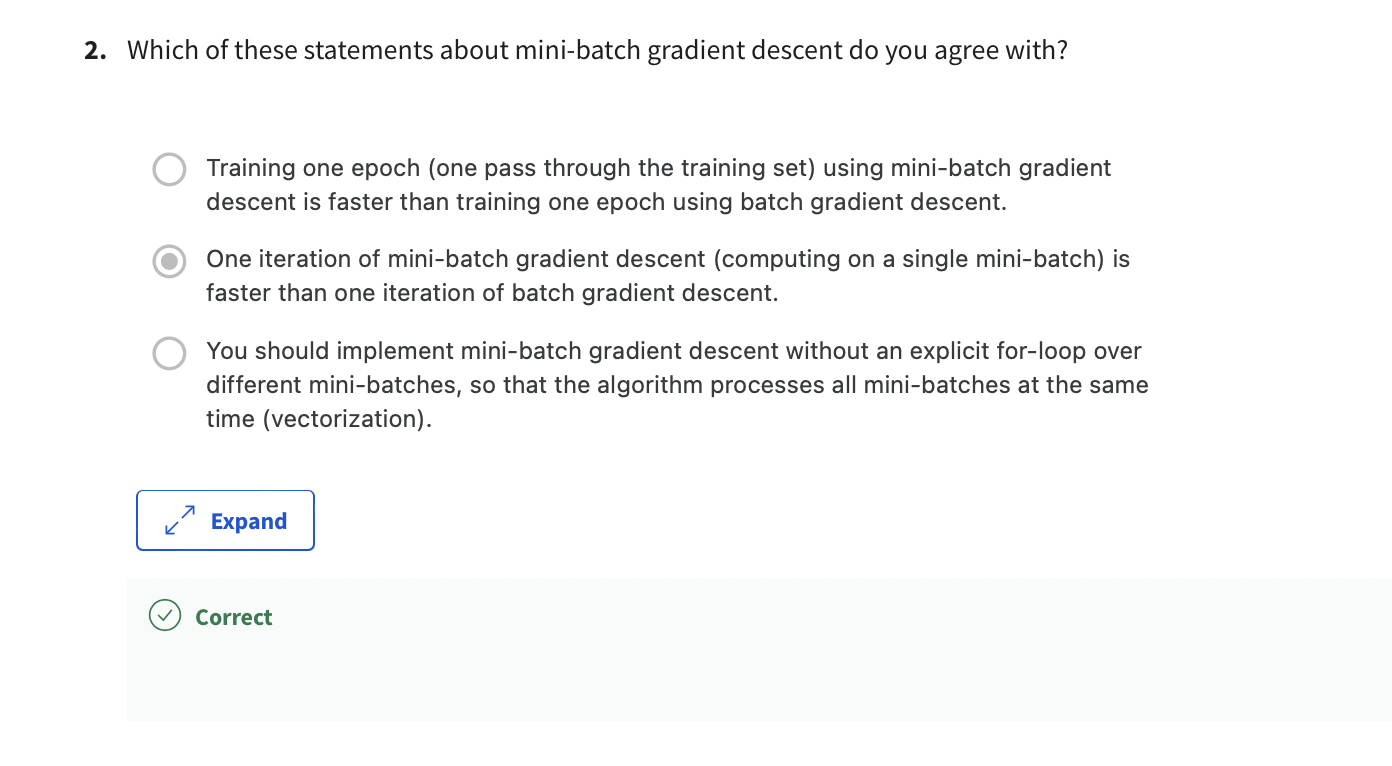 2. Which of these statements about mini-batch gradient descent do you agree with?
Training one epoch (one pass through the training set) using mini-batch gradient
descent is faster than training one epoch using batch gradient descent.
One iteration of mini-batch gradient descent (computing on a single mini-batch) is
faster than one iteration of batch gradient descent.
You should implement mini-batch gradient descent without an explicit for-loop over
different mini-batches, so that the algorithm processes all mini-batches at the same
time (vectorization).
Expand
Correct